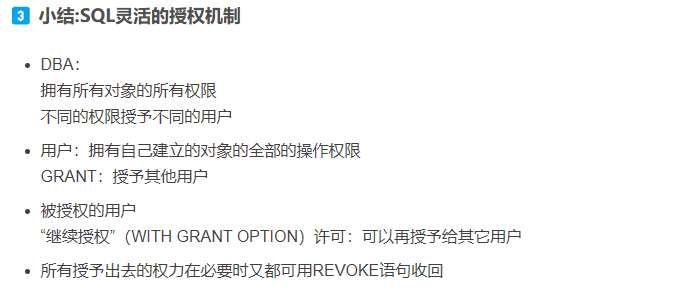 3 小结:SQL灵活的授权机制
• DBA：
拥有所有对象的所有权限
不同的权限授予不同的用户
• 用户：拥有自己建立的对象的全部的操作权限
GRANT：授予其他用户
• 被授权的用户
“继续授权”（WITH GRANT OPTION）许可：可以再授予给其它用户
• 所有授予出去的权力在必要时又都可用REVOKE语句收回